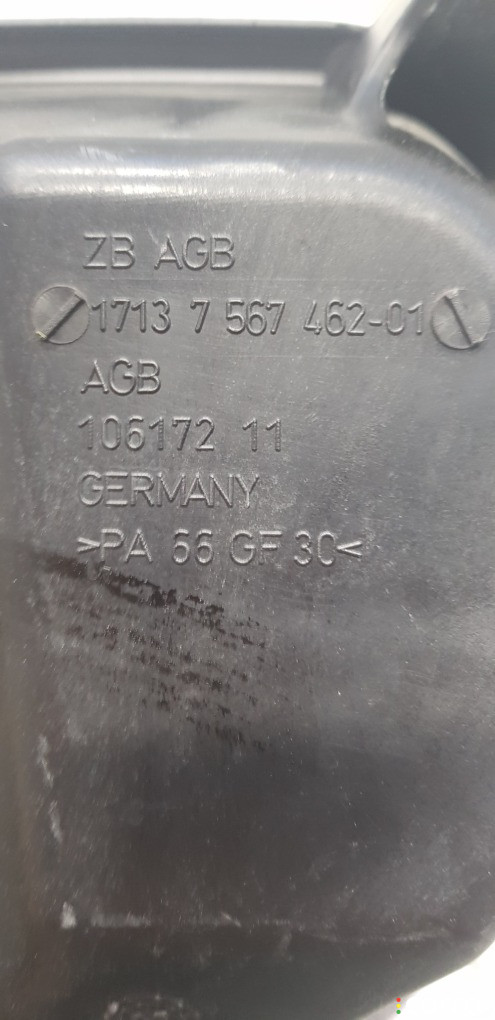 ZB AGB
1713 7 567 462-01
AGB
106172 11
GERMANY
>PA 66 GF 30<